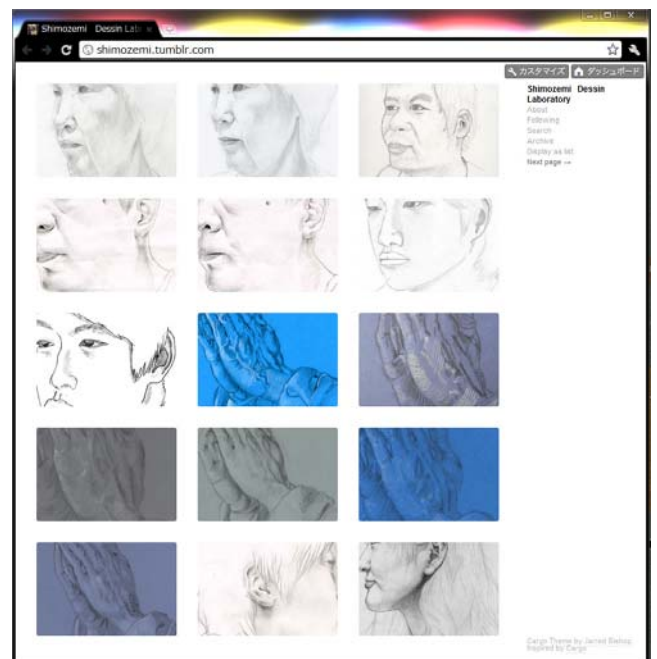 Shimozemi Dessin Lab
shimozemi.tumblr.com
カスタマイズ
ダッシュボード
Shimozemi Dessin
Laboratory
About
Following
Search
Archive
Display as list
Next page →
Cargo Theme by Jarred Bishop,
Inspired by Cargo